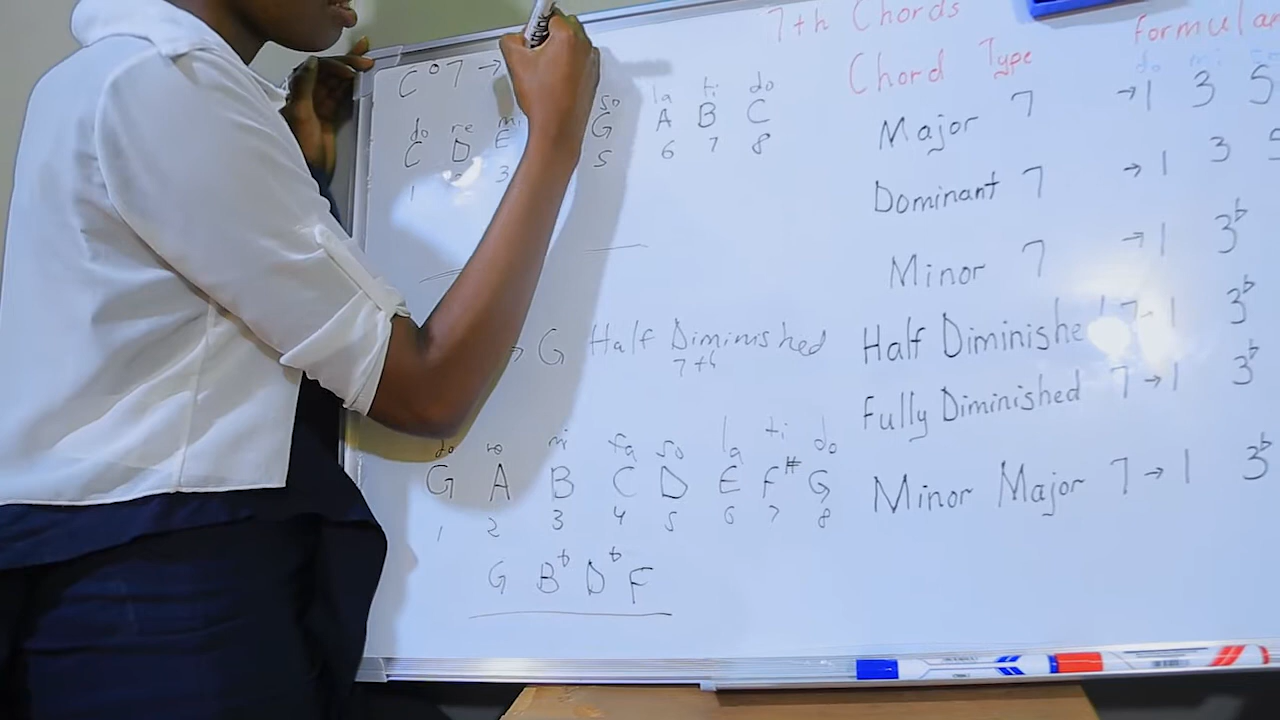 C°7 →
do re mi so la ti do
C D E G A B C
1 3 5 6 7 8
→ G Half Diminished
7th
do re mi fa so la ti do
G A B C D E F# G
1 2 3 4 5 6 7 8
G B♭ D♭ F
7th Chords
Chord Type formular
Major 7 → 1 3 5
Dominant 7 → 1 3 5
Minor 7 → 1 3♭
Half Diminishe 7 → 1 3♭
Fully Diminished 7 → 1 3♭
Minor Major 7 → 1 3♭